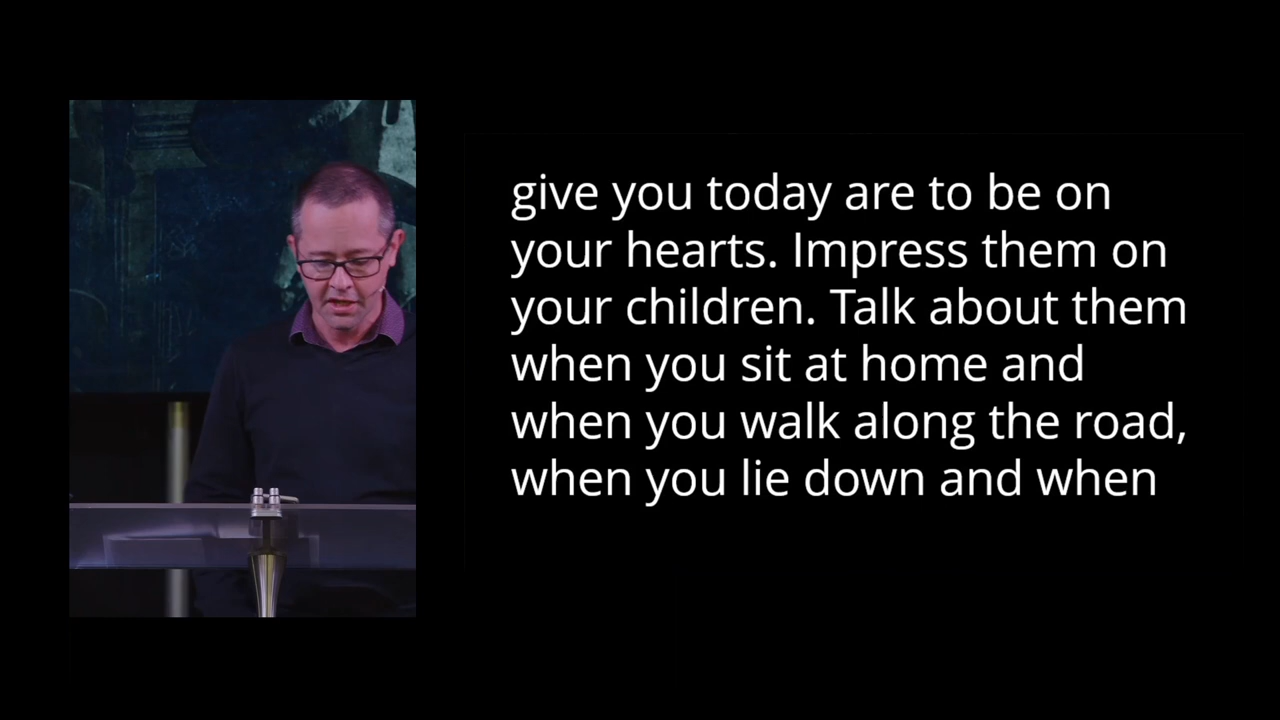 give you today are to be on
your hearts. Impress them on
your children. Talk about them
when you sit at home and
when you walk along the road,
when you lie down and when